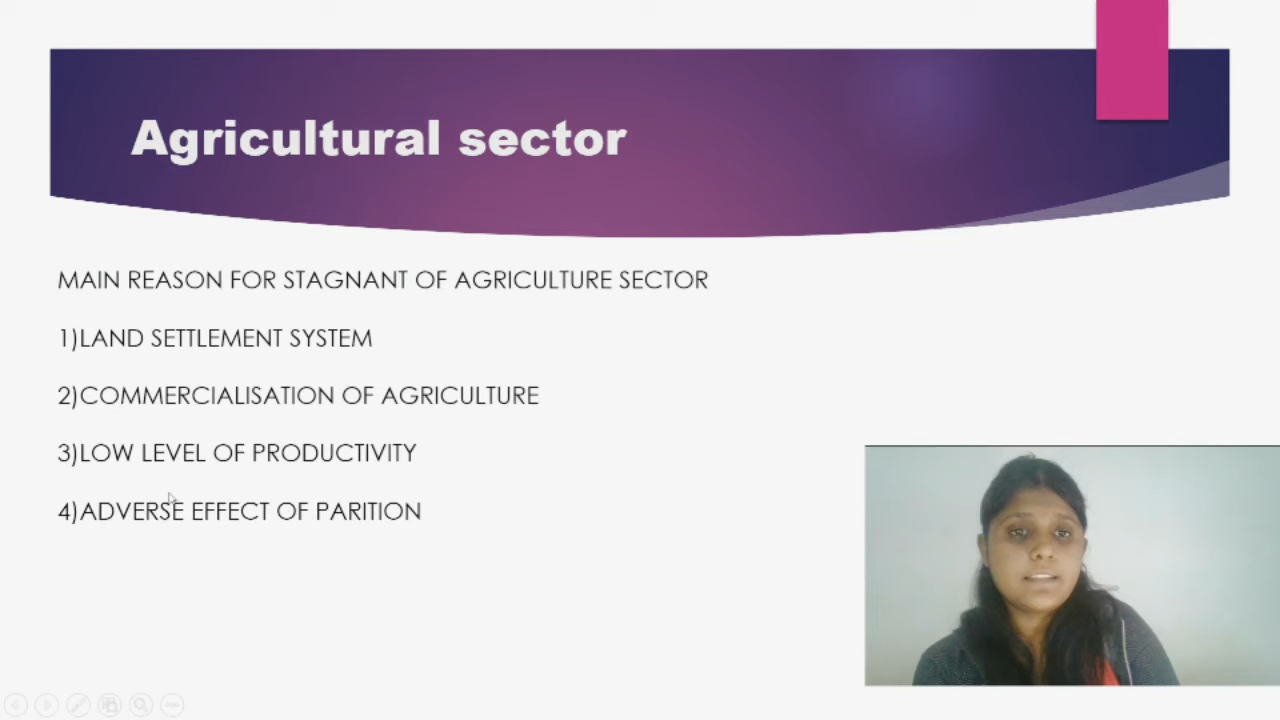 Agricultural sector
MAIN REASON FOR STAGNANT OF AGRICULTURE SECTOR
1)LAND SETTLEMENT SYSTEM
2)COMMERCIALISATION OF AGRICULTURE
3)LOW LEVEL OF PRODUCTIVITY
4)ADVERSE EFFECT OF PARITION